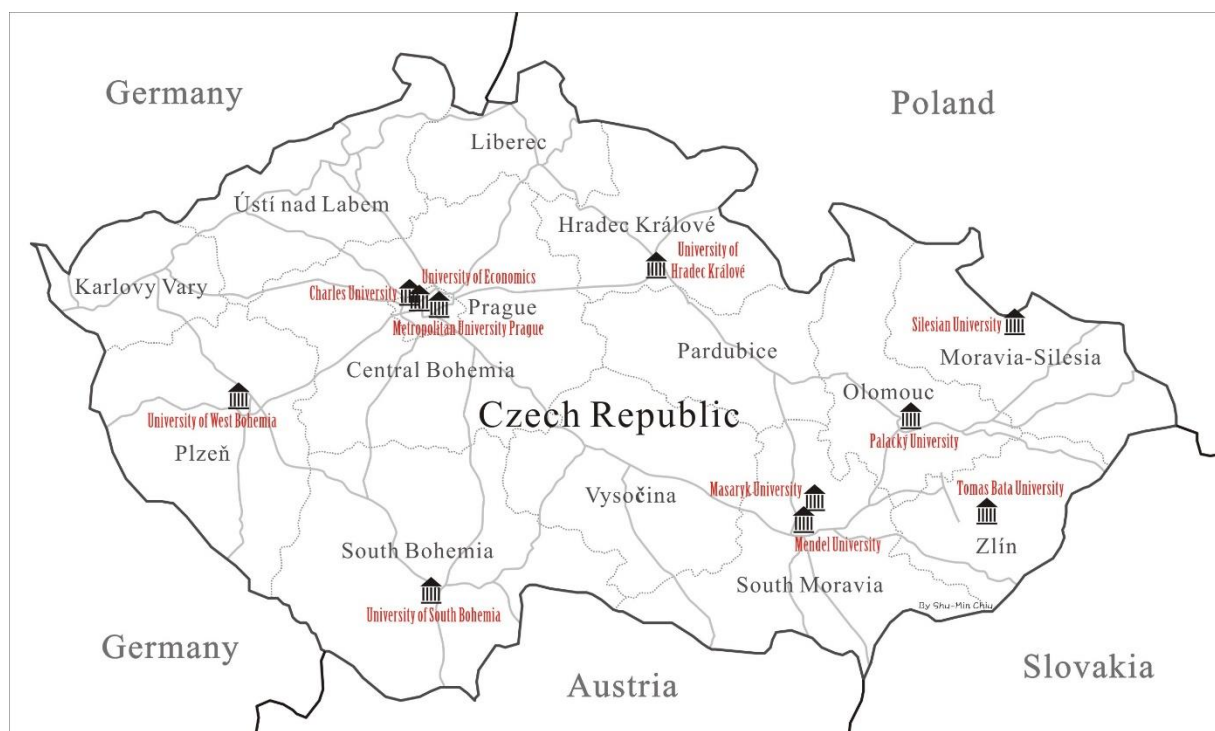 Germany
Poland
Liberec
Ústí nad Labem
Hradec Králové
University of
Hradec Králové
Karlovy Vary
University of Economics
Charles University
Prague
Metropolitan University Prague
Silesian University
Moravia-Silesia
Pardubice
Central Bohemia
Olomouc
Czech Republic
University of West Bohemia
Palacký University
Plzeň
Vysočina
Masaryk University
Tomas Bata University
Mendel University
Zlín
South Bohemia
South Moravia
By Shu-Min Chiu
University of South Bohemia
Germany
Austria
Slovakia